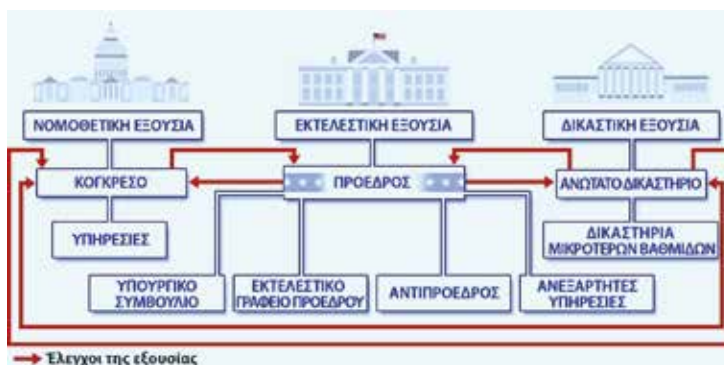 ΝΟΜΟΘΕΤΙΚΗ ΕΞΟΥΣΙΑ
ΕΚΤΕΛΕΣΤΙΚΗ ΕΞΟΥΣΙΑ
ΔΙΚΑΣΤΙΚΗ ΕΞΟΥΣΙΑ
ΚΟΓΚΡΕΣΟ
ΠΡΟΕΔΡΟΣ
ΑΝΩΤΑΤΟ ΔΙΚΑΣΤΗΡΙΟ
ΥΠΗΡΕΣΙΕΣ
ΔΙΚΑΣΤΗΡΙΑ
ΜΙΚΡΟΤΕΡΩΝ ΒΑΘΜΙΔΩΝ
ΥΠΟΥΡΓΙΚΟ
ΣΥΜΒΟΥΛΙΟ
ΕΚΤΕΛΕΣΤΙΚΟ
ΓΡΑΦΕΙΟ ΠΡΟΕΔΡΟΥ
ΑΝΤΙΠΡΟΕΔΡΟΣ
ΑΝΕΞΑΡΤΗΤΕΣ
ΥΠΗΡΕΣΙΕΣ
Έλεγχοι της εξουσίας